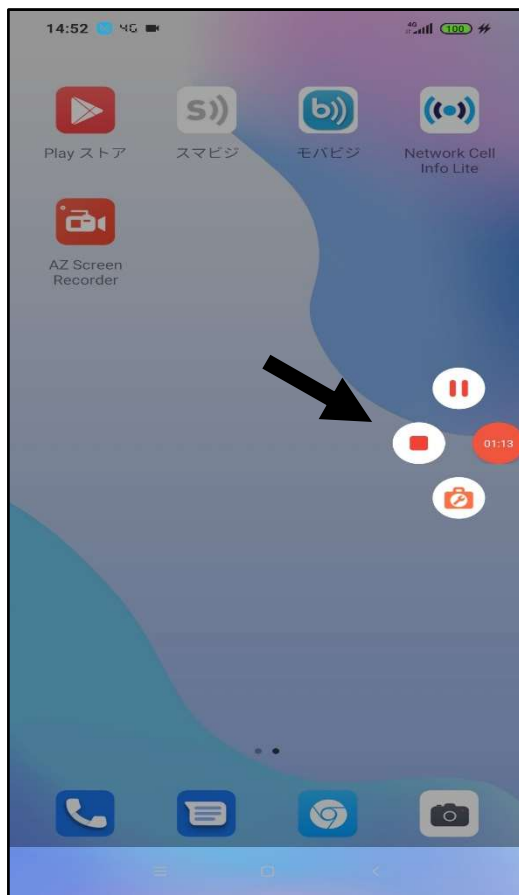 14:52 4G
4G 100
Play ストア
スマビジ
モバビジ
Network Cell
Info Lite
S))
b))
AZ Screen
Recorder
01:13